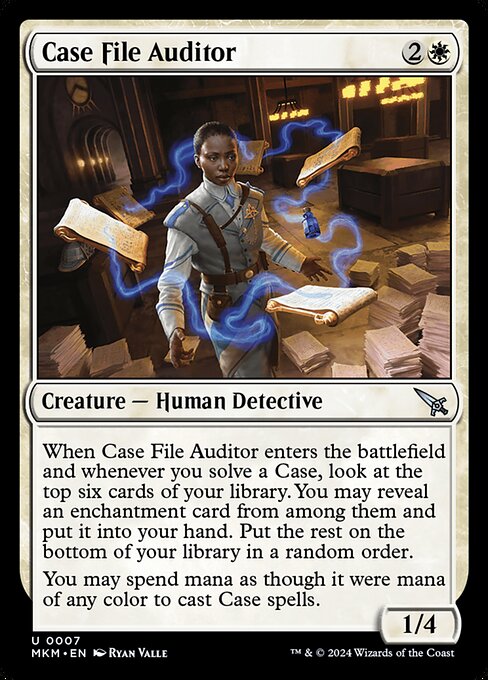 Case File Auditor 2
Creature — Human Detective
When Case File Auditor enters the battlefield
and whenever you solve a Case, look at the
top six cards of your library. You may reveal
an enchantment card from among them and
put it into your hand. Put the rest on the
bottom of your library in a random order.
You may spend mana as though it were mana
of any color to cast Case spells.
1/4
U 0007
MKM • EN Ryan Valle ™ & © 2024 Wizards of the Coast